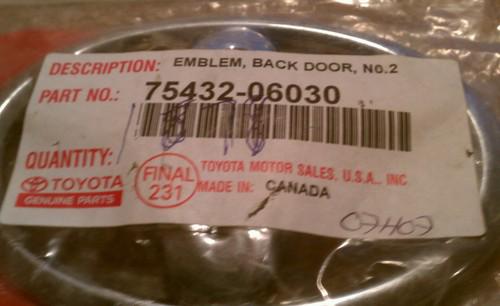 DESCRIPTION: EMBLEM, BACK DOOR, No.2
PART NO.: 75432-06030
QUANTITY: 1
FINAL 231
TOYOTA MOTOR SALES, U.S.A., INC
MADE IN: CANADA
TOYOTA
GENUINE PARTS